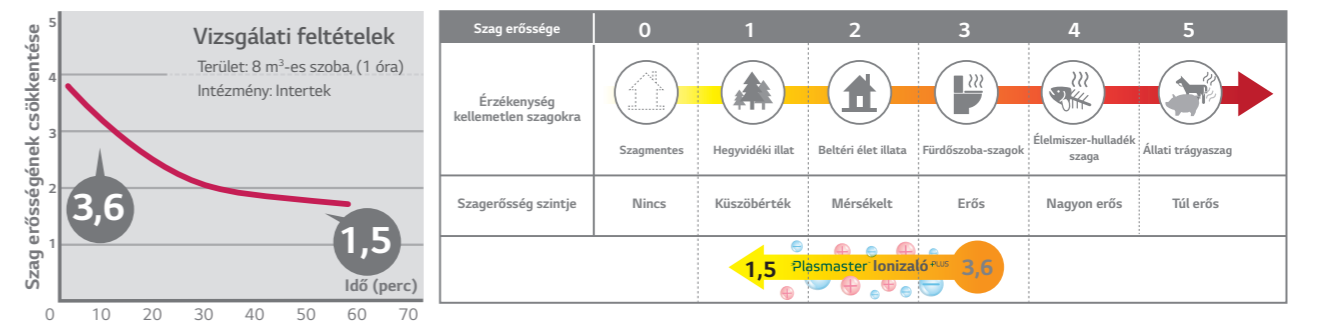 Szag erősségének csökkentése
5
4
3
2
1
0
10
20
30
40
50
60
70
Vizsgálati feltételek
Terület: 8 m³-es szoba, (1 óra)
Intézmény: Intertek
3,6
1,5
Idő (perc)
Szag erőssége
0
1
2
3
4
5
Érzékenység
kellemetlen szagokra
Szagmentes
Hegyvidéki illat
Beltéri élet illata
Fürdőszoba-szagok
Élelmiszer-hulladék
szaga
Állati trágyaszag
Szagerősség szintje
Nincs
Küszöbérték
Mérsékelt
Erős
Nagyon erős
Túl erős
1,5
Plasmaster Ionizáló PLUS
3,6